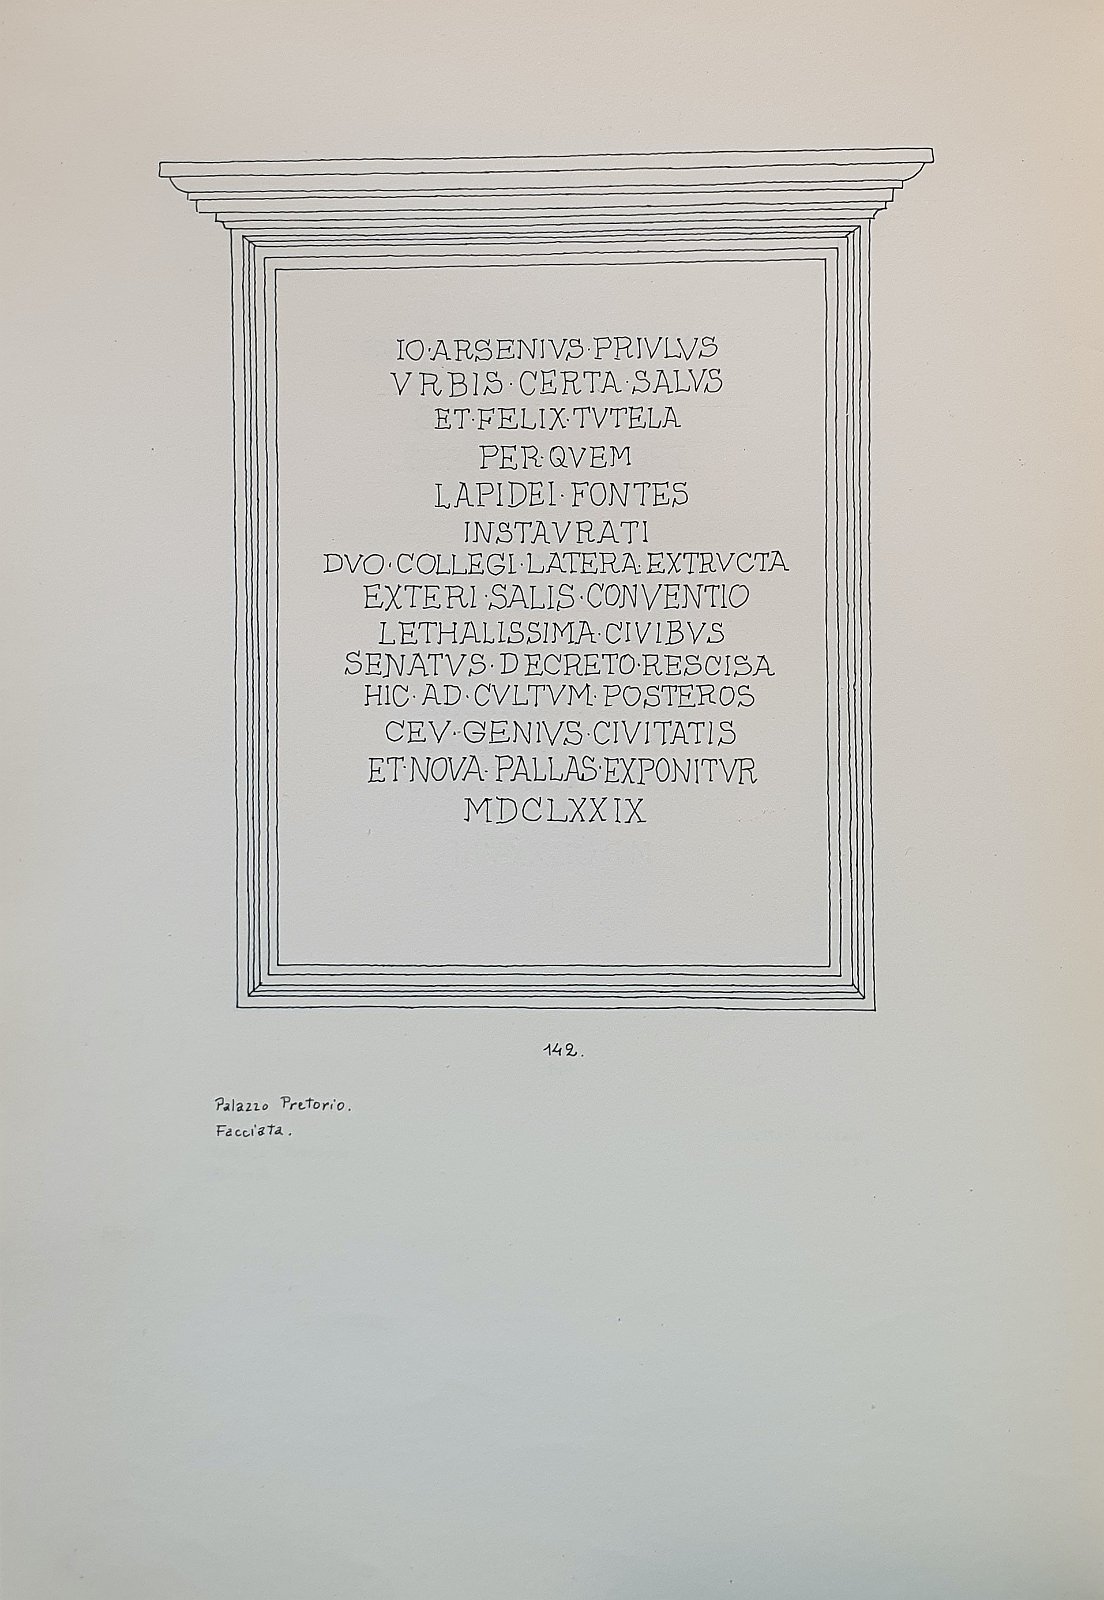 IO·ARSENIVS·PRIVLVS
VRBIS·CERTA·SALVS
ET·FELIX·TVTELA
PER·QVEM
LAPIDEI·FONTES
INSTAVRATI
DVO·COLLEGI·LATERA·EXTRVCTA
EXTERI·SALIS·CONVENTIO
LETHALISSIMA·CIVIBVS
SENATVS·DECRETO·RESCISA
HIC·AD·CVLTVM·POSTEROS
CEV·GENIVS·CIVITATIS
ET·NOVA·PALLAS·EXPONITVR
MDCLXXIX
142.
Palazzo Pretorio.
Facciata.